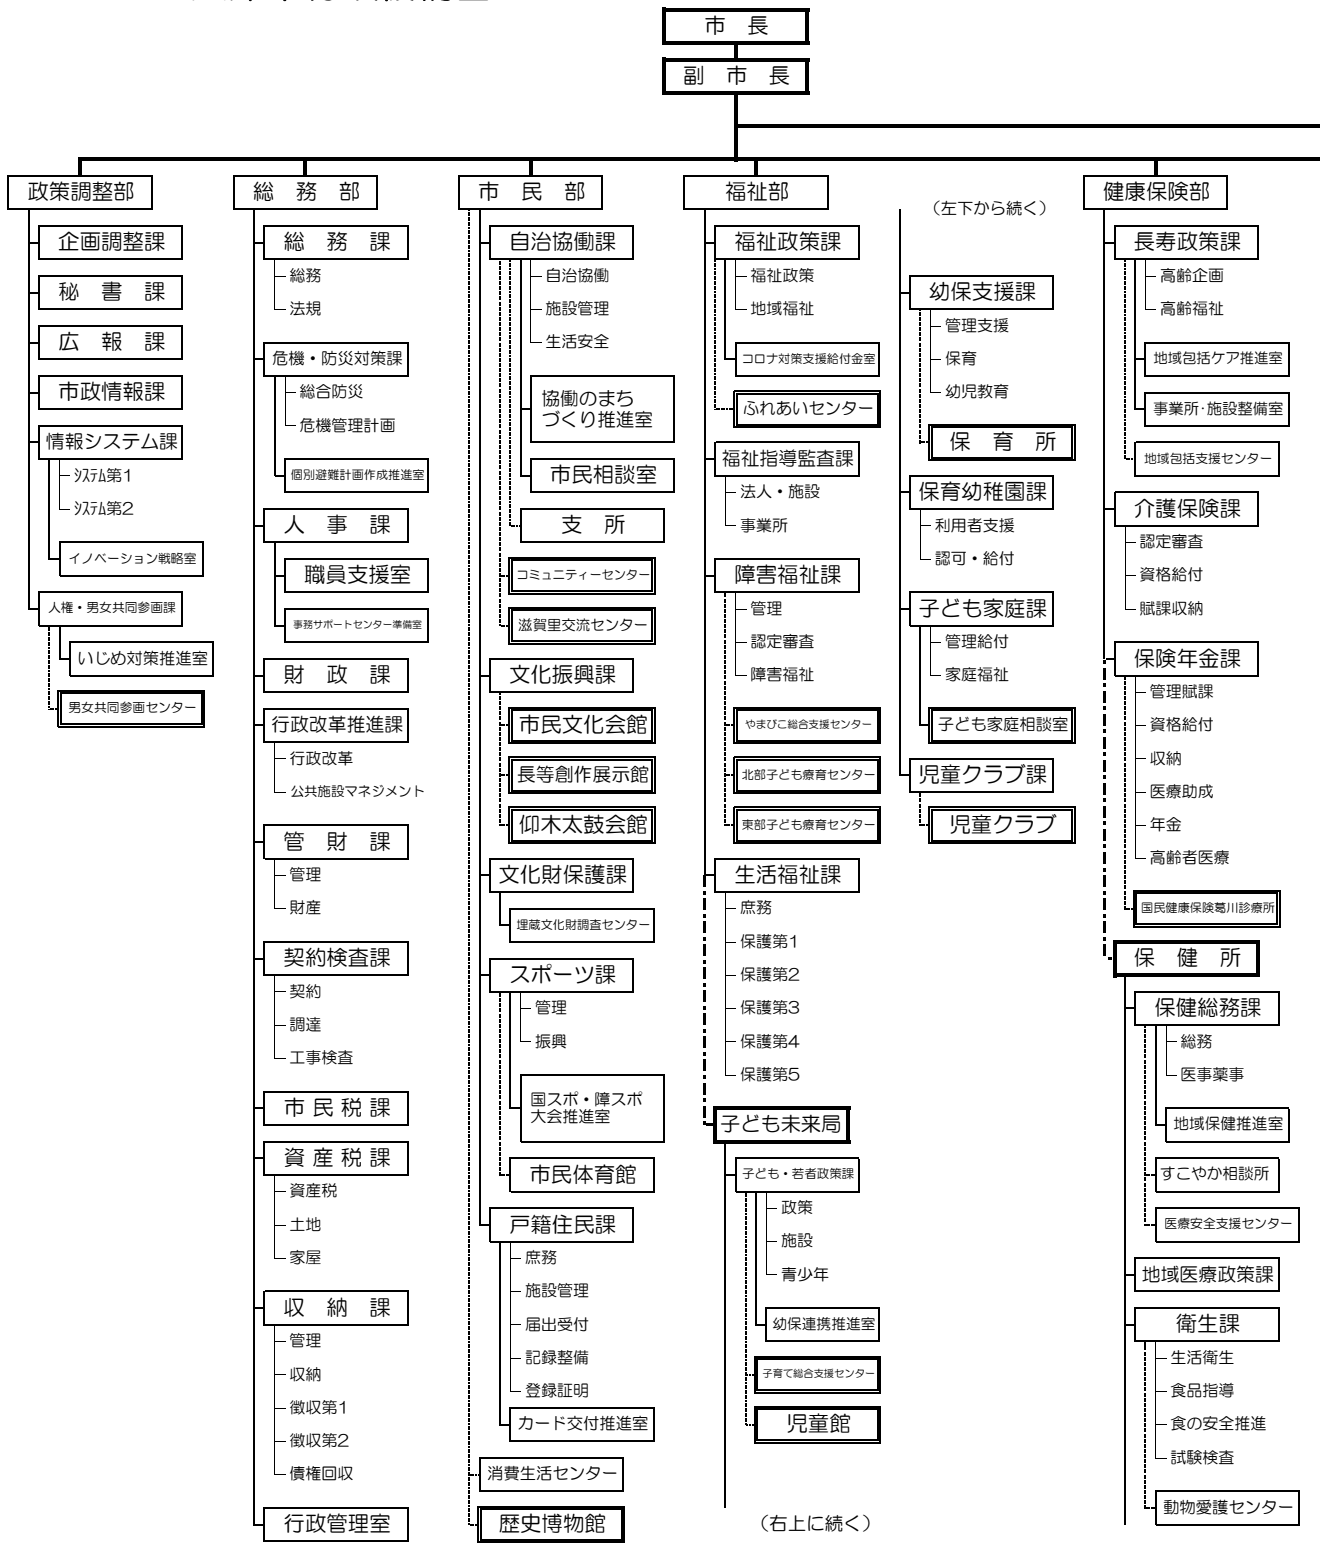 市　長
副　市　長
政策調整部
企画調整課
秘　書　課
広　報　課
市政情報課
情報システム課
ｼｽﾃﾑ第1
ｼｽﾃﾑ第2
イノベーション戦略室
人権・男女共同参画課
いじめ対策推進室
男女共同参画センター
総　務　部
総　務　課
総務
法規
危機・防災対策課
総合防災
危機管理計画
個別避難計画作成推進室
人　事　課
職員支援室
事務サポートセンター準備室
財　政　課
行政改革推進課
行政改革
公共施設マネジメント
管　財　課
管理
財産
契約検査課
契約
調達
工事検査
市 民 税 課
資 産 税 課
資産税
土地
家屋
収　納　課
管理
収納
徴収第1
徴収第2
債権回収
行政管理室
市　民　部
自治協働課
自治協働
施設管理
生活安全
協働のまち
づくり推進室
市民相談室
支　所
コミュニティーセンター
滋賀里交流センター
文化振興課
市民文化会館
長等創作展示館
仰木太鼓会館
文化財保護課
埋蔵文化財調査センター
スポーツ課
管理
振興
国スポ・障スポ
大会推進室
市民体育館
戸籍住民課
庶務
施設管理
届出受付
記録整備
登録証明
カード交付推進室
消費生活センター
歴史博物館
福祉部
福祉政策課
福祉政策
地域福祉
コロナ対策支援給付金室
ふれあいセンター
福祉指導監査課
法人・施設
事業所
障害福祉課
管理
認定審査
障害福祉
やまびこ総合支援センター
北部子ども療育センター
東部子ども療育センター
生活福祉課
庶務
保護第1
保護第2
保護第3
保護第4
保護第5
子ども未来局
子ども・若者政策課
政策
施設
青少年
幼保連携推進室
子育て総合支援センター
児童館
（右上に続く）
（左下から続く）
幼保支援課
管理支援
保育
幼児教育
保　育　所
保育幼稚園課
利用者支援
認可・給付
子ども家庭課
管理給付
家庭福祉
子ども家庭相談室
児童クラブ課
児童クラブ
健康保険部
長寿政策課
高齢企画
高齢福祉
地域包括ケア推進室
事業所･施設整備室
地域包括支援センター
介護保険課
認定審査
資格給付
賦課収納
保険年金課
管理賦課
資格給付
収納
医療助成
年金
高齢者医療
国民健康保険葛川診療所
保　健　所
保健総務課
総務
医事薬事
地域保健推進室
すこやか相談所
医療安全支援センター
地域医療政策課
衛生課
生活衛生
食品指導
食の安全推進
試験検査
動物愛護センター